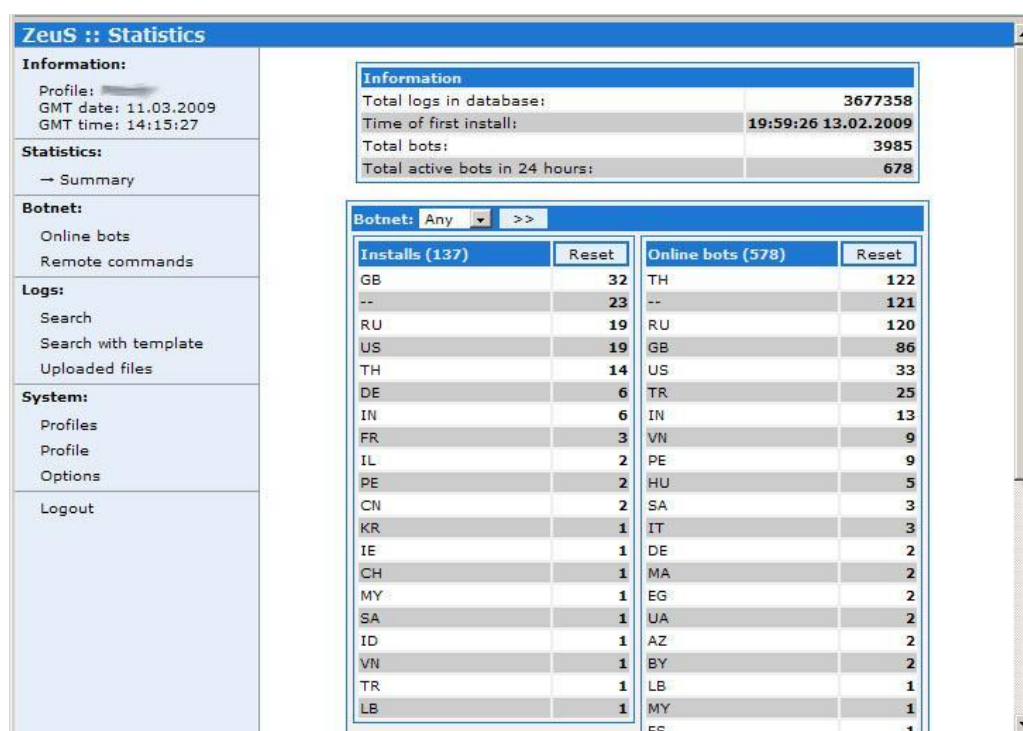 ZeuS :: Statistics
Information:
Profile:
GMT date: 11.03.2009
GMT time: 14:15:27
Statistics:
→ Summary
Botnet:
Online bots
Remote commands
Logs:
Search
Search with template
Uploaded files
System:
Profiles
Profile
Options
Logout
Information
Total logs in database: 3677358
Time of first install: 19:59:26 13.02.2009
Total bots: 3985
Total active bots in 24 hours: 678
Botnet: Any >>
Installs (137) Reset
GB 32
-- 23
RU 19
US 19
TH 14
DE 6
IN 6
FR 3
IL 2
PE 2
CN 2
KR 1
IE 1
CH 1
MY 1
SA 1
ID 1
VN 1
TR 1
LB 1
Online bots (578) Reset
TH 122
-- 121
RU 120
GB 86
US 33
TR 25
IN 13
VN 9
PE 9
HU 5
SA 3
IT 3
DE 2
MA 2
EG 2
UA 2
AZ 2
BY 2
LB 1
MY 1